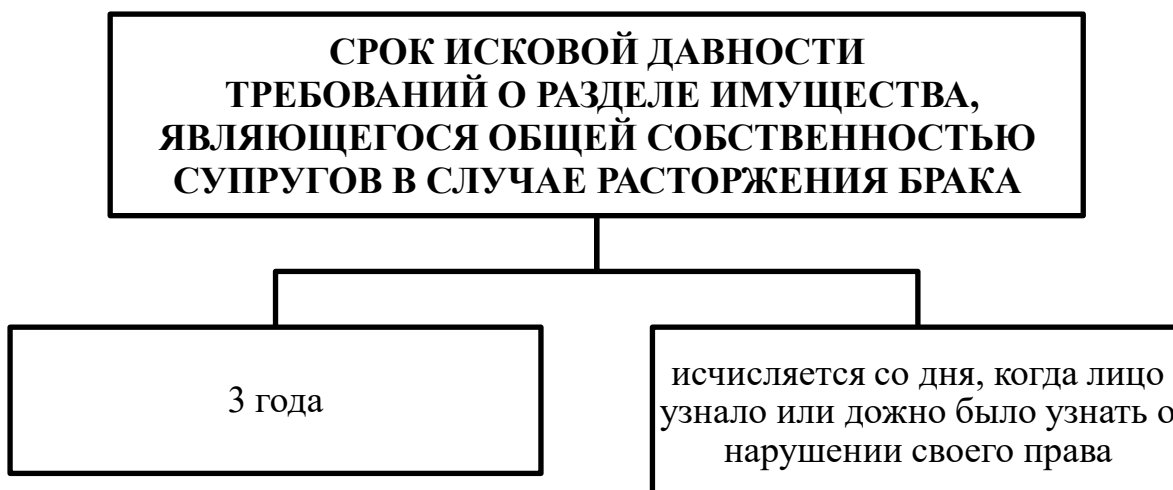 СРОК ИСКОВОЙ ДАВНОСТИ
ТРЕБОВАНИЙ О РАЗДЕЛЕ ИМУЩЕСТВА,
ЯВЛЯЮЩЕГОСЯ ОБЩЕЙ СОБСТВЕННОСТЬЮ
СУПРУГОВ В СЛУЧАЕ РАСТОРЖЕНИЯ БРАКА
3 года
исчисляется со дня, когда лицо
узнало или дожно было узнать о
нарушении своего права